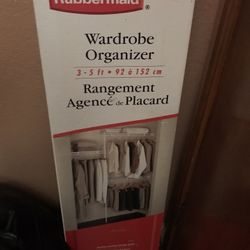 Rubbermaid
Wardrobe
Organizer
3 - 5 ft • 92 à 152 cm
Rangement
Agencé de Placard